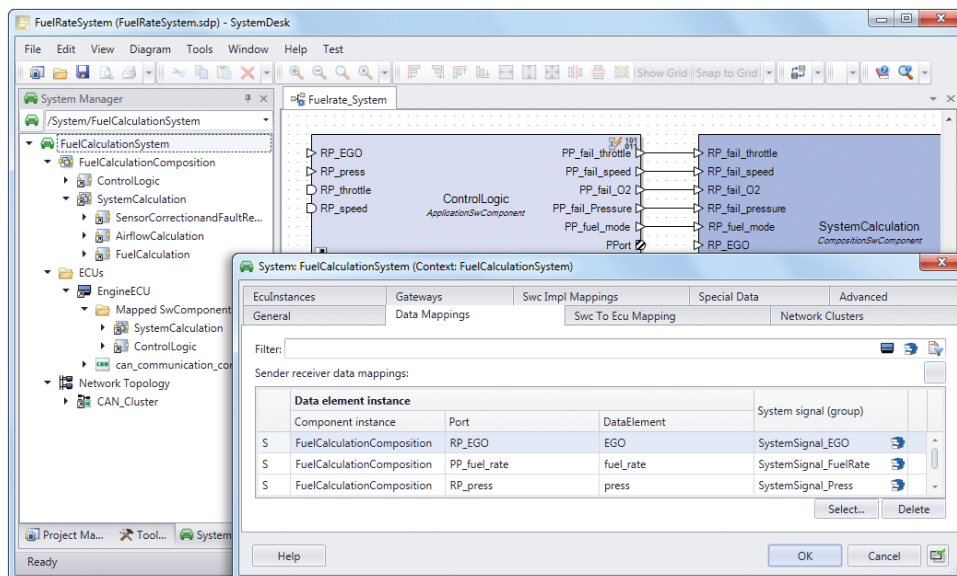 FuelRateSystem (FuelRateSystem.sdp) - SystemDesk
File Edit View Diagram Tools Window Help Test
Show Grid Snap to Grid
System Manager
Fuelrate_System
/System/FuelCalculationSystem
FuelCalculationSystem
FuelCalculationComposition
ControlLogic
SystemCalculation
SensorCorrectionandFaultRe...
AirflowCalculation
FuelCalculation
ECUs
EngineECU
Mapped SwComponent
SystemCalculation
ControlLogic
can_communication_con
Network Topology
CAN_Cluster
RP_EGO
RP_press
RP_throttle
RP_speed
ControlLogic
ApplicationSwComponent
PP_fail_throttle
PP_fail_speed
PP_fail_O2
PP_fail_Pressure
PP_fuel_mode
PPort
RP_fail_throttle
RP_fail_speed
RP_fail_O2
RP_fail_pressure
RP_fuel_mode
RP_EGO
SystemCalculation
CompositionSwComponent
System: FuelCalculationSystem (Context: FuelCalculationSystem)
EcuInstances Gateways Swc Impl Mappings Special Data Advanced
General Data Mappings Swc To Ecu Mapping Network Clusters
Filter:
Sender receiver data mappings:
Data element instance System signal (group)
Component instance Port DataElement
S FuelCalculationComposition RP_EGO EGO SystemSignal_EGO
S FuelCalculationComposition PP_fuel_rate fuel_rate SystemSignal_FuelRate
S FuelCalculationComposition RP_press press SystemSignal_Press
Select... Delete
Project Ma... Tool... System
Help OK Cancel
Ready